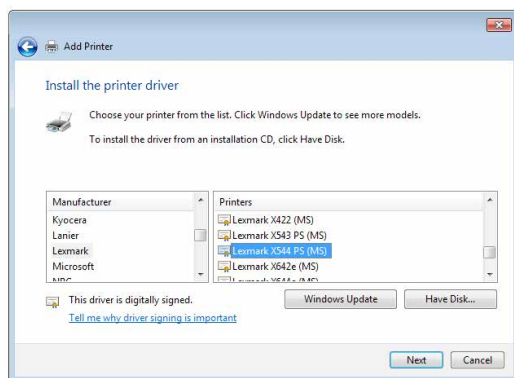 Add Printer
Install the printer driver
Choose your printer from the list. Click Windows Update to see more models.
To install the driver from an installation CD, click Have Disk.
Manufacturer
Kyocera
Lanier
Lexmark
Microsoft
Printers
Lexmark X422 (MS)
Lexmark X543 PS (MS)
Lexmark X544 PS (MS)
Lexmark X642e (MS)
This driver is digitally signed.
Tell me why driver signing is important
Windows Update
Have Disk...
Next
Cancel